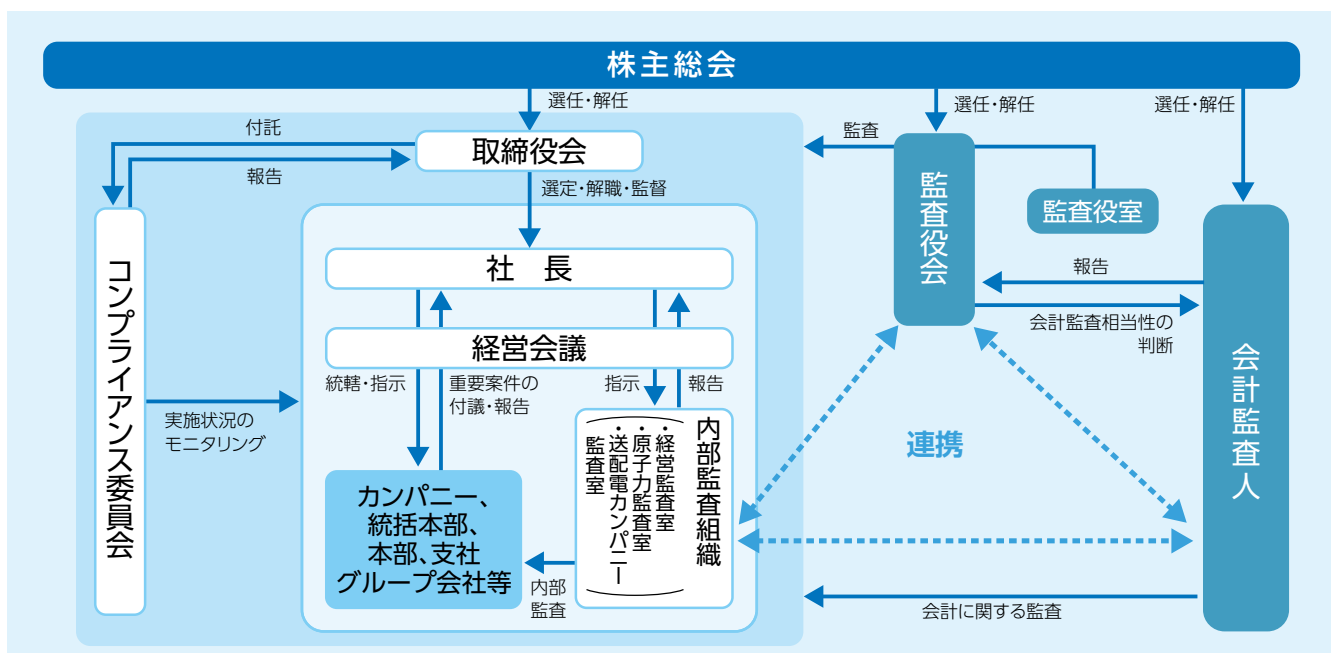 株主総会
選任・解任
選任・解任
選任・解任
付託
取締役会
監査
報告
選定・解職・監督
監査役会
監査役室
社　長
報告
会計監査相当性の
判断
経営会議
統轄・指示
重要案件の
付議・報告
指示
報告
コンプライアンス委員会
実施状況の
モニタリング
内部監査組織
・経営監査室
・原子力監査室
・送配電カンパニー
監査室
連携
会計監査人
カンパニー、
統括本部、
本部、支社
グループ会社等
内部
監査
会計に関する監査